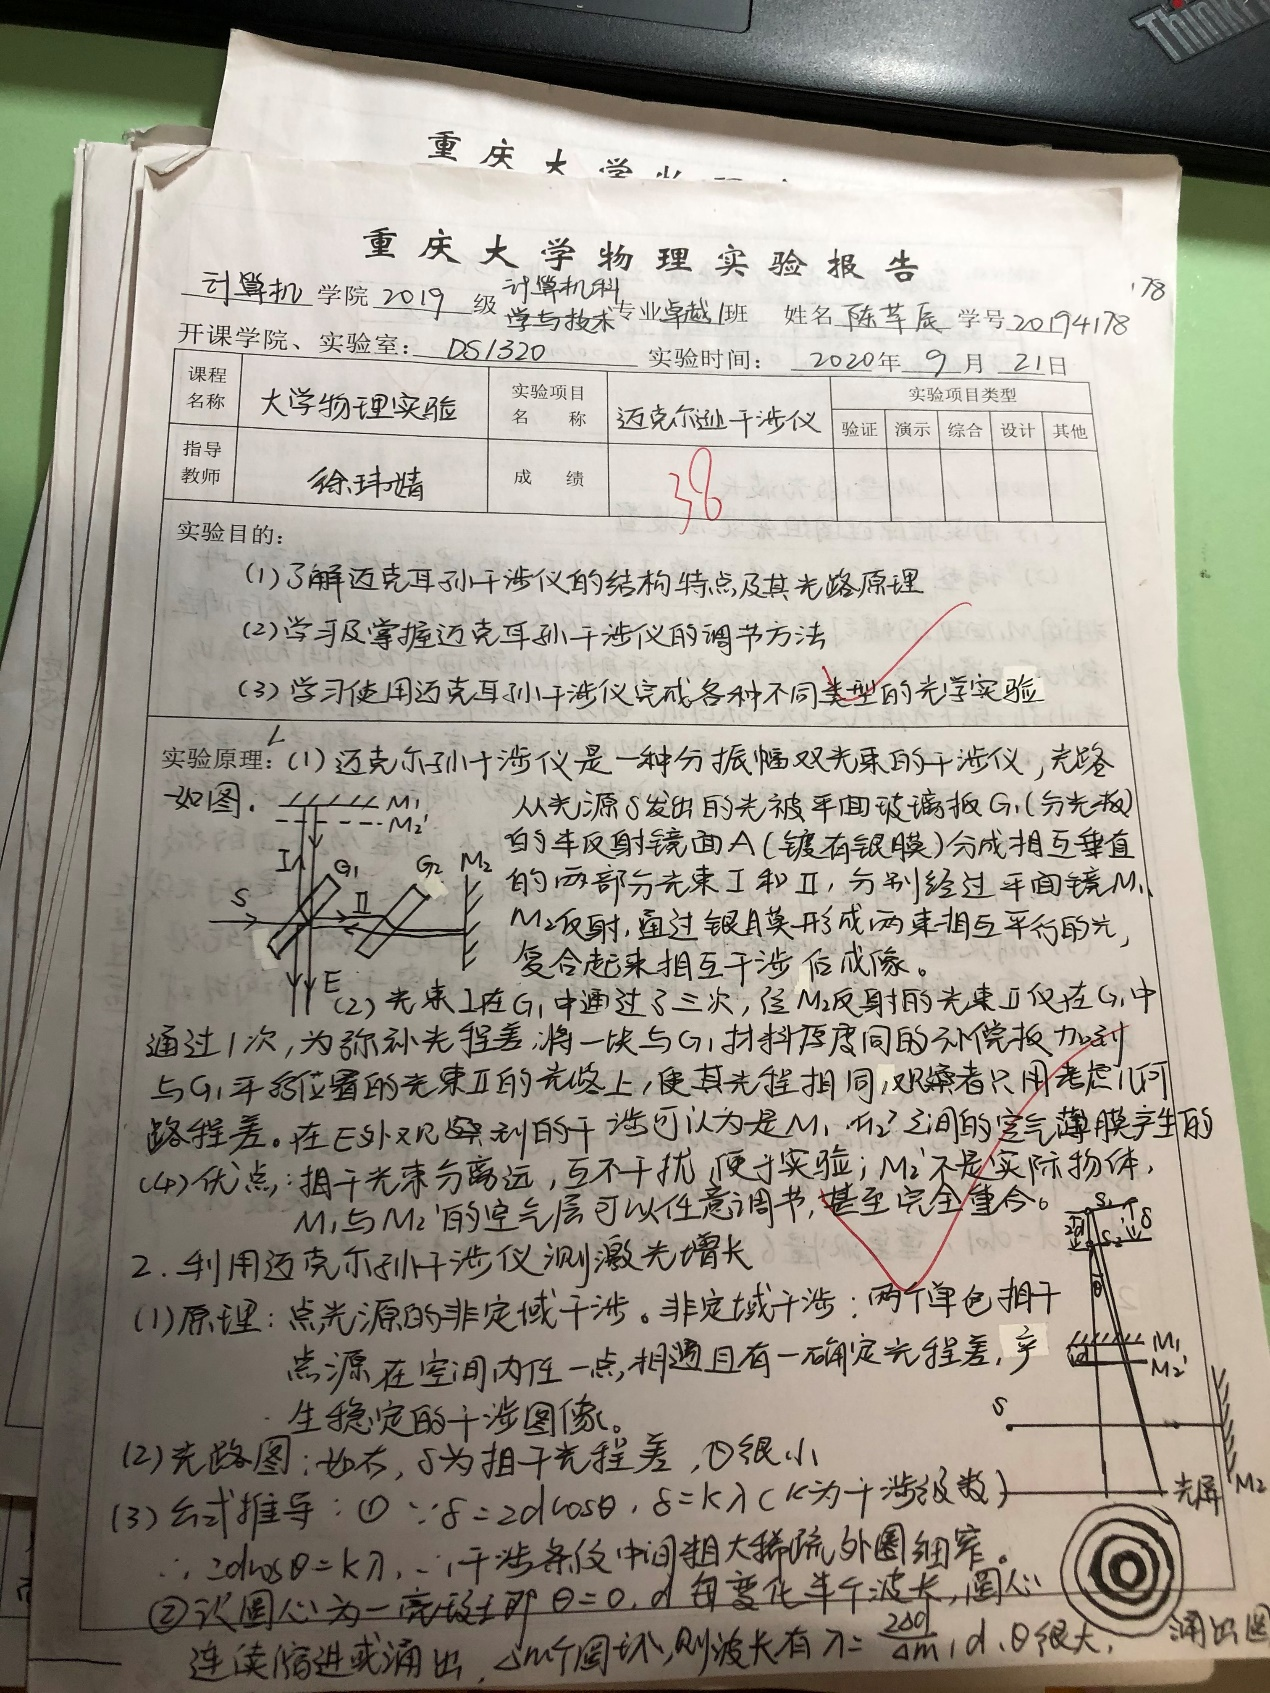 Think
重庆大学
重庆大学物理实验报告
178
计算机 学院 2019 级 计算机科学与技术 专业 卓越1班 姓名 陈 辰 学号 20194178
开课学院、实验室: DS1320 实验时间: 2020年 9 月 21日
课程名称 大学物理实验 实验项目名称 迈克尔逊干涉仪 实验项目类型
验证 演示 综合 设计 其他
指导教师 徐玮婧 成绩 38
实验目的:
(1)了解迈克耳孙干涉仪的结构特点及其光路原理
(2)学习及掌握迈克耳孙干涉仪的调节方法
(3)学习使用迈克耳孙干涉仪完成各种不同类型的光学实验
实验原理: 1 (1)迈克尔孙干涉仪是一种分振幅双光束的干涉仪,光路
如图.
M1
M2'
I
G1
G2
M2
S
II
E
从光源S发出的光被平面玻璃板G1(分光板)
的半反射镜面A(镀有银膜)分成相互垂直
的两部分光束I和II,分别经过平面镜M1、
M2反射,通过银膜形成两束相互平行的光,
复合起来相互干涉后成像。
(2)光束I在G1中通过了三次,经M2反射的光束II仅在G1中
通过1次,为弥补光程差,将一块与G1材料厚度同的补偿板加到
与G1平行位置的光束II的光路上,使其光程相同,观察者只用考虑几何
路程差。在E处观察到的干涉可认为是M1、M2'之间的空气薄膜产生的
(4)优点:相干光束分离远,互不干扰,便于实验;M2'不是实际物体,
M1与M2'的空气层可以任意调节,甚至完全重合。
2.利用迈克尔孙干涉仪测激光增长
(1)原理:点光源的非定域干涉。非定域干涉:两个单色相干
点源在空间内任一点,相遇且有一确定光程差,产
生稳定的干涉图像。
(2)光路图:如右,δ为相干光程差,θ很小
S1
2d
S2'
δ
θ
M1
d
M2'
S
光屏
M2
(3)公式推导:① ∵δ=2dcosθ,δ=kλ(k为干涉级数)
∴2dcosθ=kλ,∴干涉条纹中间粗大稀疏外圈细窄。
②设圆心为一亮纹,即θ=0,d每变化半个波长,圆心
连续缩进或涌出,Δm个圆环,则波长有λ=2Δd/Δm,d、θ很大,
涌出圆